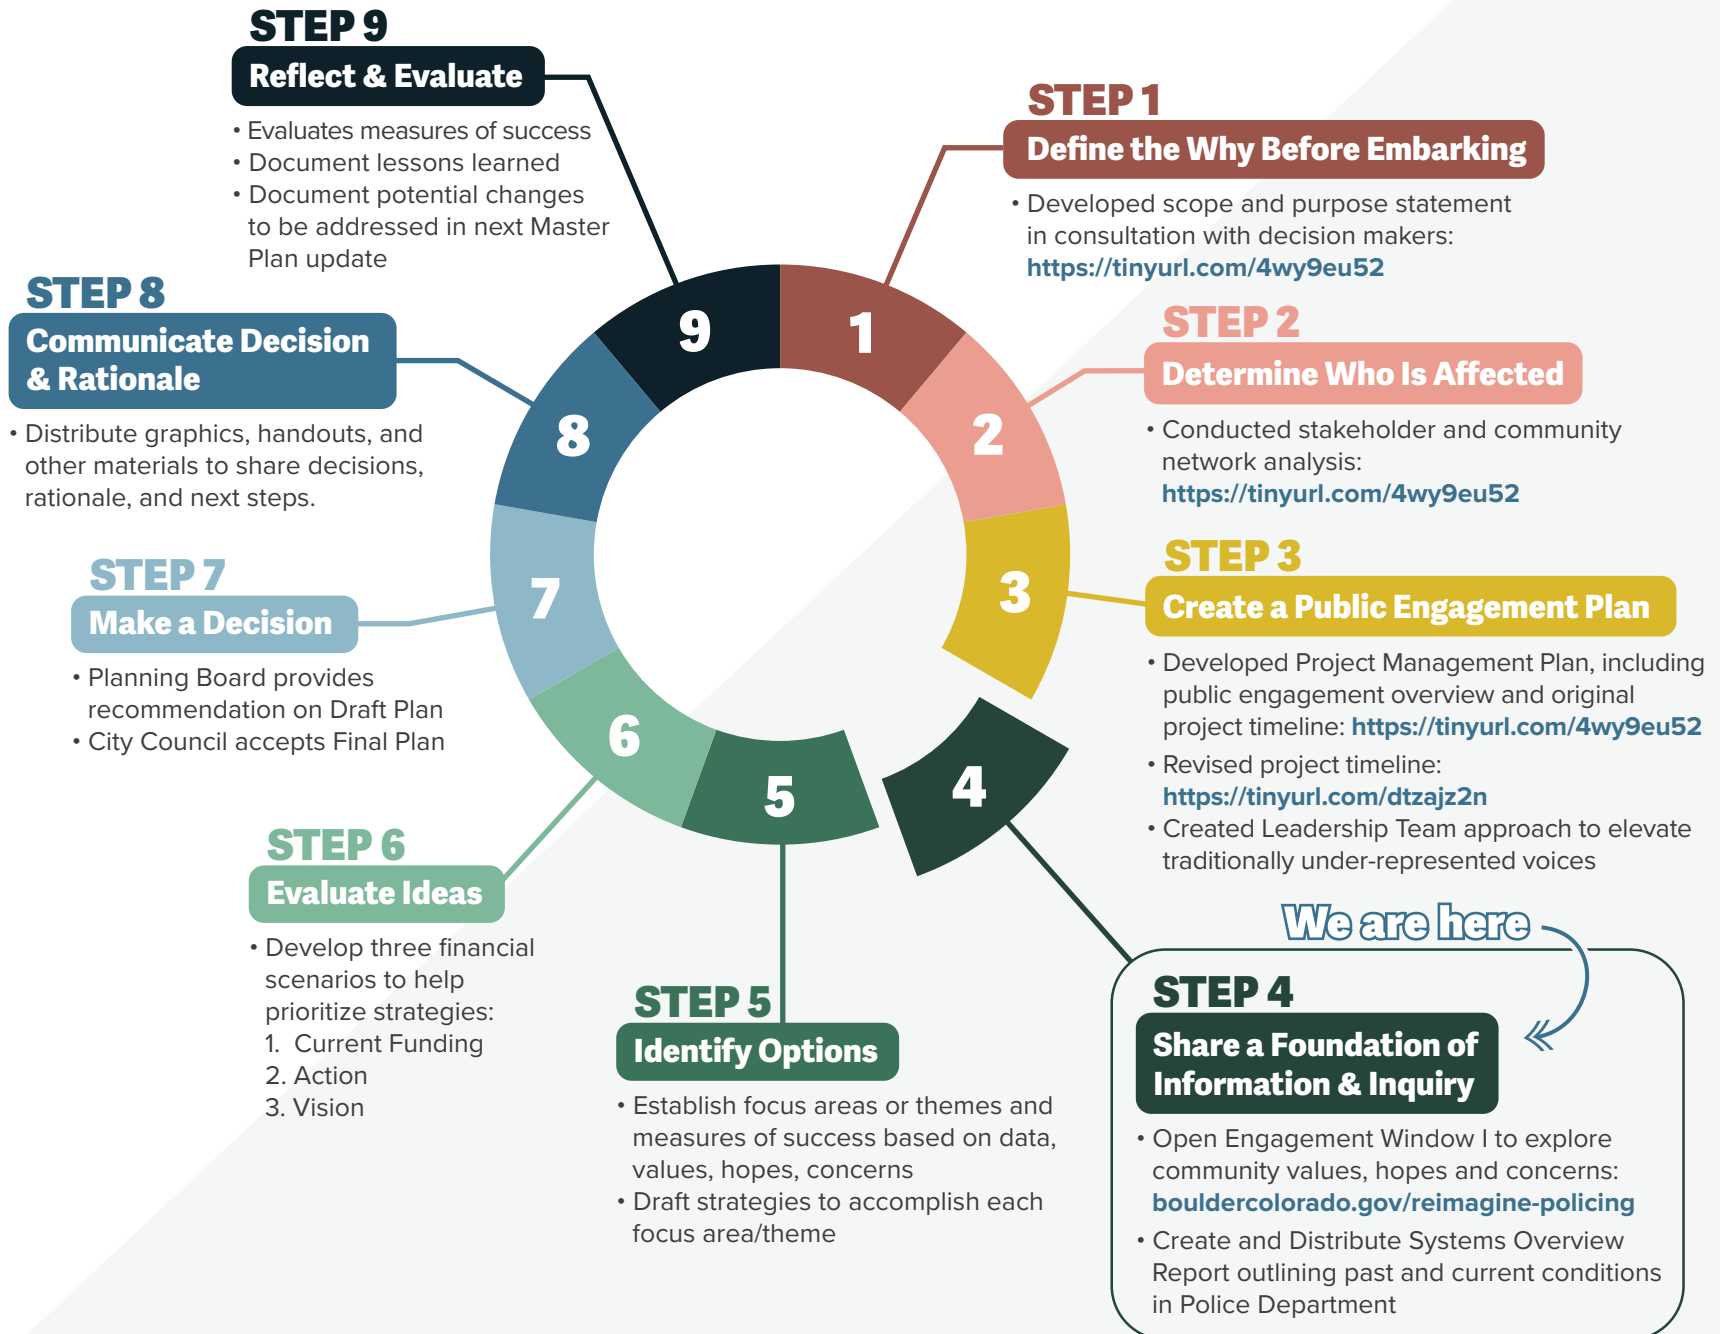 STEP 9
Reflect & Evaluate
• Evaluates measures of success
• Document lessons learned
• Document potential changes
to be addressed in next Master
Plan update
STEP 1
Define the Why Before Embarking
• Developed scope and purpose statement
in consultation with decision makers:
https://tinyurl.com/4wy9eu52
STEP 8
Communicate Decision
& Rationale
• Distribute graphics, handouts, and
other materials to share decisions,
rationale, and next steps.
STEP 2
Determine Who Is Affected
• Conducted stakeholder and community
network analysis:
https://tinyurl.com/4wy9eu52
STEP 7
Make a Decision
• Planning Board provides
recommendation on Draft Plan
• City Council accepts Final Plan
STEP 3
Create a Public Engagement Plan
• Developed Project Management Plan, including
public engagement overview and original
project timeline: https://tinyurl.com/4wy9eu52
• Revised project timeline:
https://tinyurl.com/dtzajz2n
• Created Leadership Team approach to elevate
traditionally under-represented voices
9
1
8
2
7
3
6
5
4
STEP 6
Evaluate Ideas
• Develop three financial
scenarios to help
prioritize strategies:
1. Current Funding
2. Action
3. Vision
STEP 5
Identify Options
• Establish focus areas or themes and
measures of success based on data,
values, hopes, concerns
• Draft strategies to accomplish each
focus area/theme
We are here
STEP 4
Share a Foundation of
Information & Inquiry
• Open Engagement Window I to explore
community values, hopes and concerns:
bouldercolorado.gov/reimagine-policing
• Create and Distribute Systems Overview
Report outlining past and current conditions
in Police Department